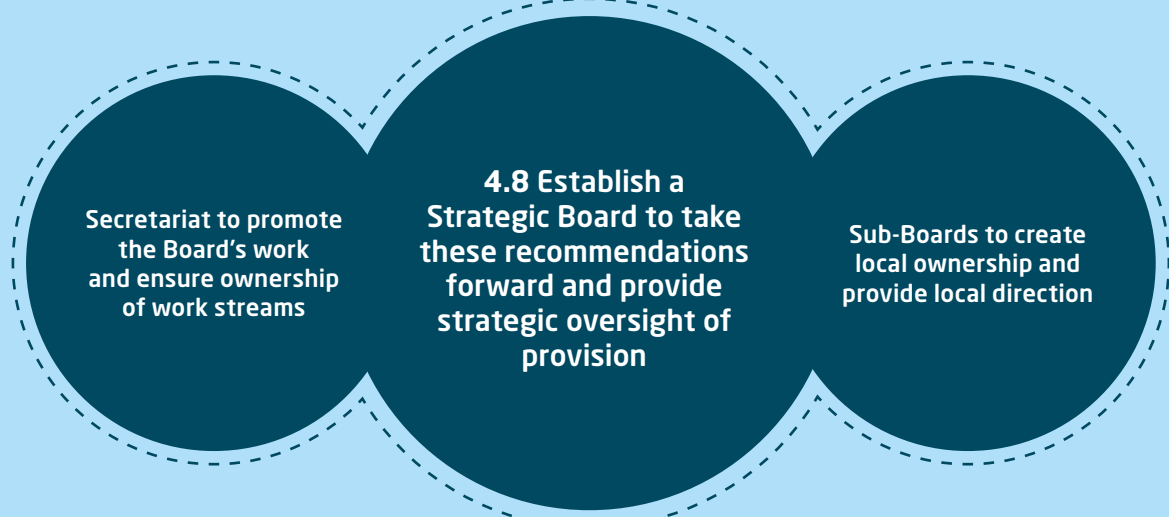 Secretariat to promote
the Board's work
and ensure ownership
of work streams
4.8 Establish a
Strategic Board to take
these recommendations
forward and provide
strategic oversight of
provision
Sub-Boards to create
local ownership and
provide local direction